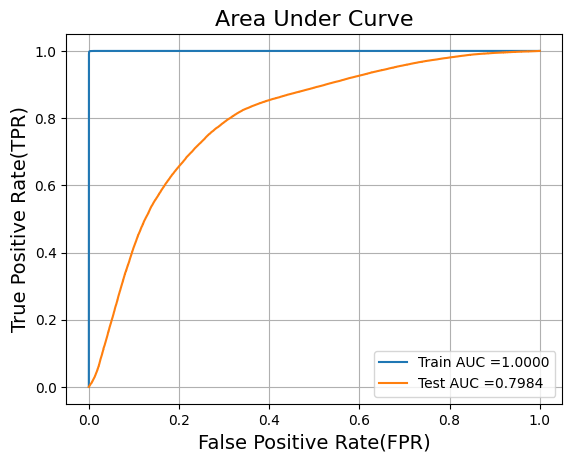 Area Under Curve
True Positive Rate(TPR)
1.0
0.8
0.6
0.4
0.2
0.0
Train AUC =1.0000
Test AUC =0.7984
0.0 0.2 0.4 0.6 0.8 1.0
False Positive Rate(FPR)